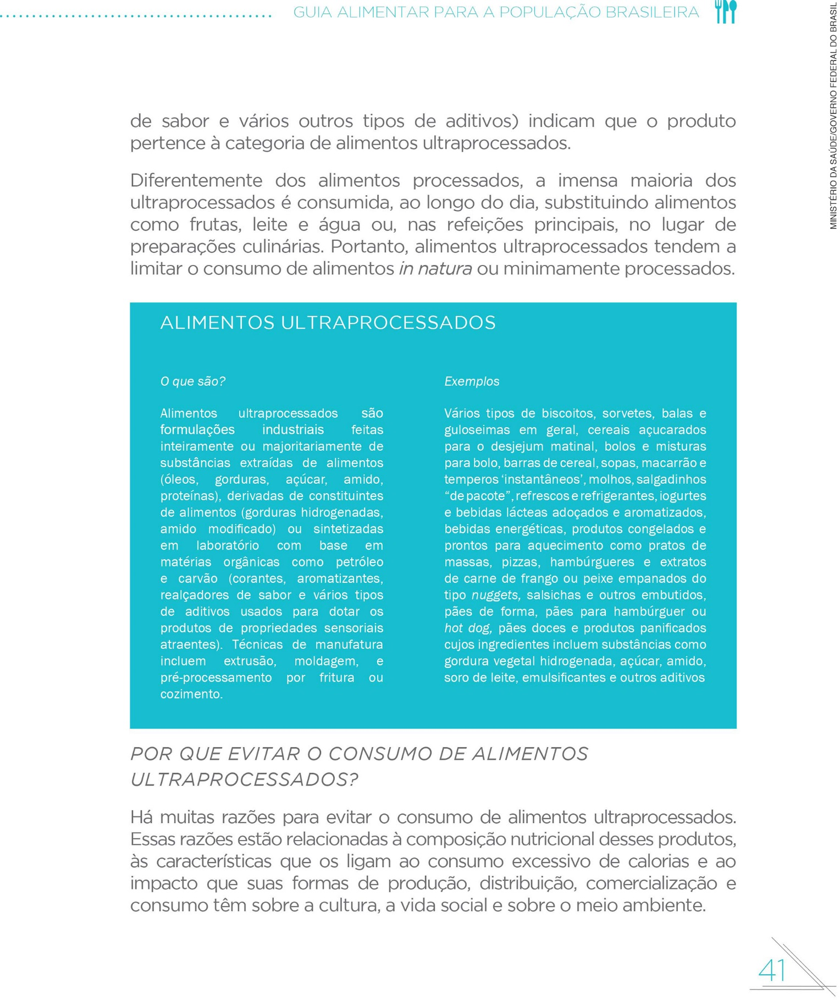 GUIA ALIMENTAR PARA A POPULAÇÃO BRASILEIRA
MINISTÉRIO DA SAÚDE/GOVERNO FEDERAL DO BRASIL
de sabor e vários outros tipos de aditivos) indicam que o produto
pertence à categoria de alimentos ultraprocessados.
Diferentemente dos alimentos processados, a imensa maioria dos
ultraprocessados é consumida, ao longo do dia, substituindo alimentos
como frutas, leite e água ou, nas refeições principais, no lugar de
preparações culinárias. Portanto, alimentos ultraprocessados tendem a
limitar o consumo de alimentos in natura ou minimamente processados.
ALIMENTOS ULTRAPROCESSADOS
O que são?
Alimentos ultraprocessados são
formulações industriais feitas
inteiramente ou majoritariamente de
substâncias extraídas de alimentos
(óleos, gorduras, açúcar, amido,
proteínas), derivadas de constituintes
de alimentos (gorduras hidrogenadas,
amido modificado) ou sintetizadas
em laboratório com base em
matérias orgânicas como petróleo
e carvão (corantes, aromatizantes,
realçadores de sabor e vários tipos
de aditivos usados para dotar os
produtos de propriedades sensoriais
atraentes). Técnicas de manufatura
incluem extrusão, moldagem, e
pré-processamento por fritura ou
cozimento.
Exemplos
Vários tipos de biscoitos, sorvetes, balas e
guloseimas em geral, cereais açucarados
para o desjejum matinal, bolos e misturas
para bolo, barras de cereal, sopas, macarrão e
temperos ‘instantâneos’, molhos, salgadinhos
“de pacote”, refrescos e refrigerantes, iogurtes
e bebidas lácteas adoçados e aromatizados,
bebidas energéticas, produtos congelados e
prontos para aquecimento como pratos de
massas, pizzas, hambúrgueres e extratos
de carne de frango ou peixe empanados do
tipo nuggets, salsichas e outros embutidos,
pães de forma, pães para hambúrguer ou
hot dog, pães doces e produtos panificados
cujos ingredientes incluem substâncias como
gordura vegetal hidrogenada, açúcar, amido,
soro de leite, emulsificantes e outros aditivos
POR QUE EVITAR O CONSUMO DE ALIMENTOS
ULTRAPROCESSADOS?
Há muitas razões para evitar o consumo de alimentos ultraprocessados.
Essas razões estão relacionadas à composição nutricional desses produtos,
às características que os ligam ao consumo excessivo de calorias e ao
impacto que suas formas de produção, distribuição, comercialização e
consumo têm sobre a cultura, a vida social e sobre o meio ambiente.
41